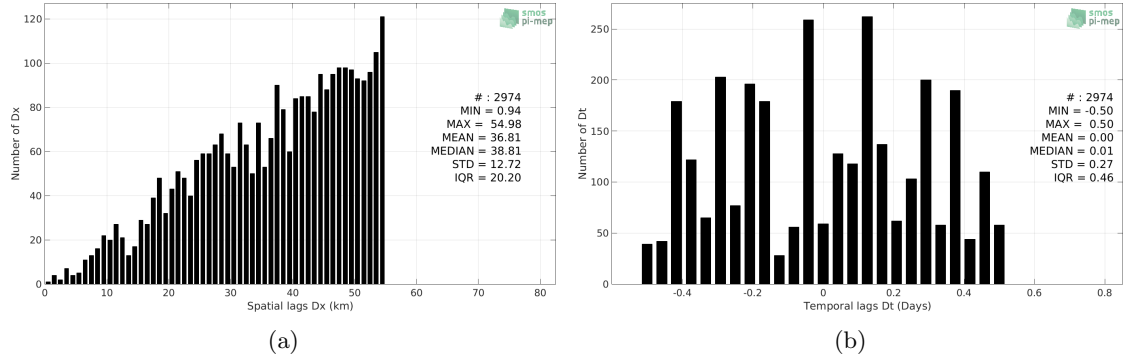 120
100
80
60
40
20
0
Number of Dx
0 10 20 30 40 50 60 70 80
Spatial lags Dx (km)
smos
pi-mep
# : 2974
MIN = 0.94
MAX = 54.98
MEAN = 36.81
MEDIAN = 38.81
STD = 12.72
IQR = 20.20
(a)
250
200
150
100
50
0
Number of Dt
-0.4 -0.2 0 0.2 0.4 0.6 0.8
Temporal lags Dt (Days)
smos
pi-mep
# : 2974
MIN = -0.50
MAX = 0.50
MEAN = 0.00
MEDIAN = 0.01
STD = 0.27
IQR = 0.46
(b)